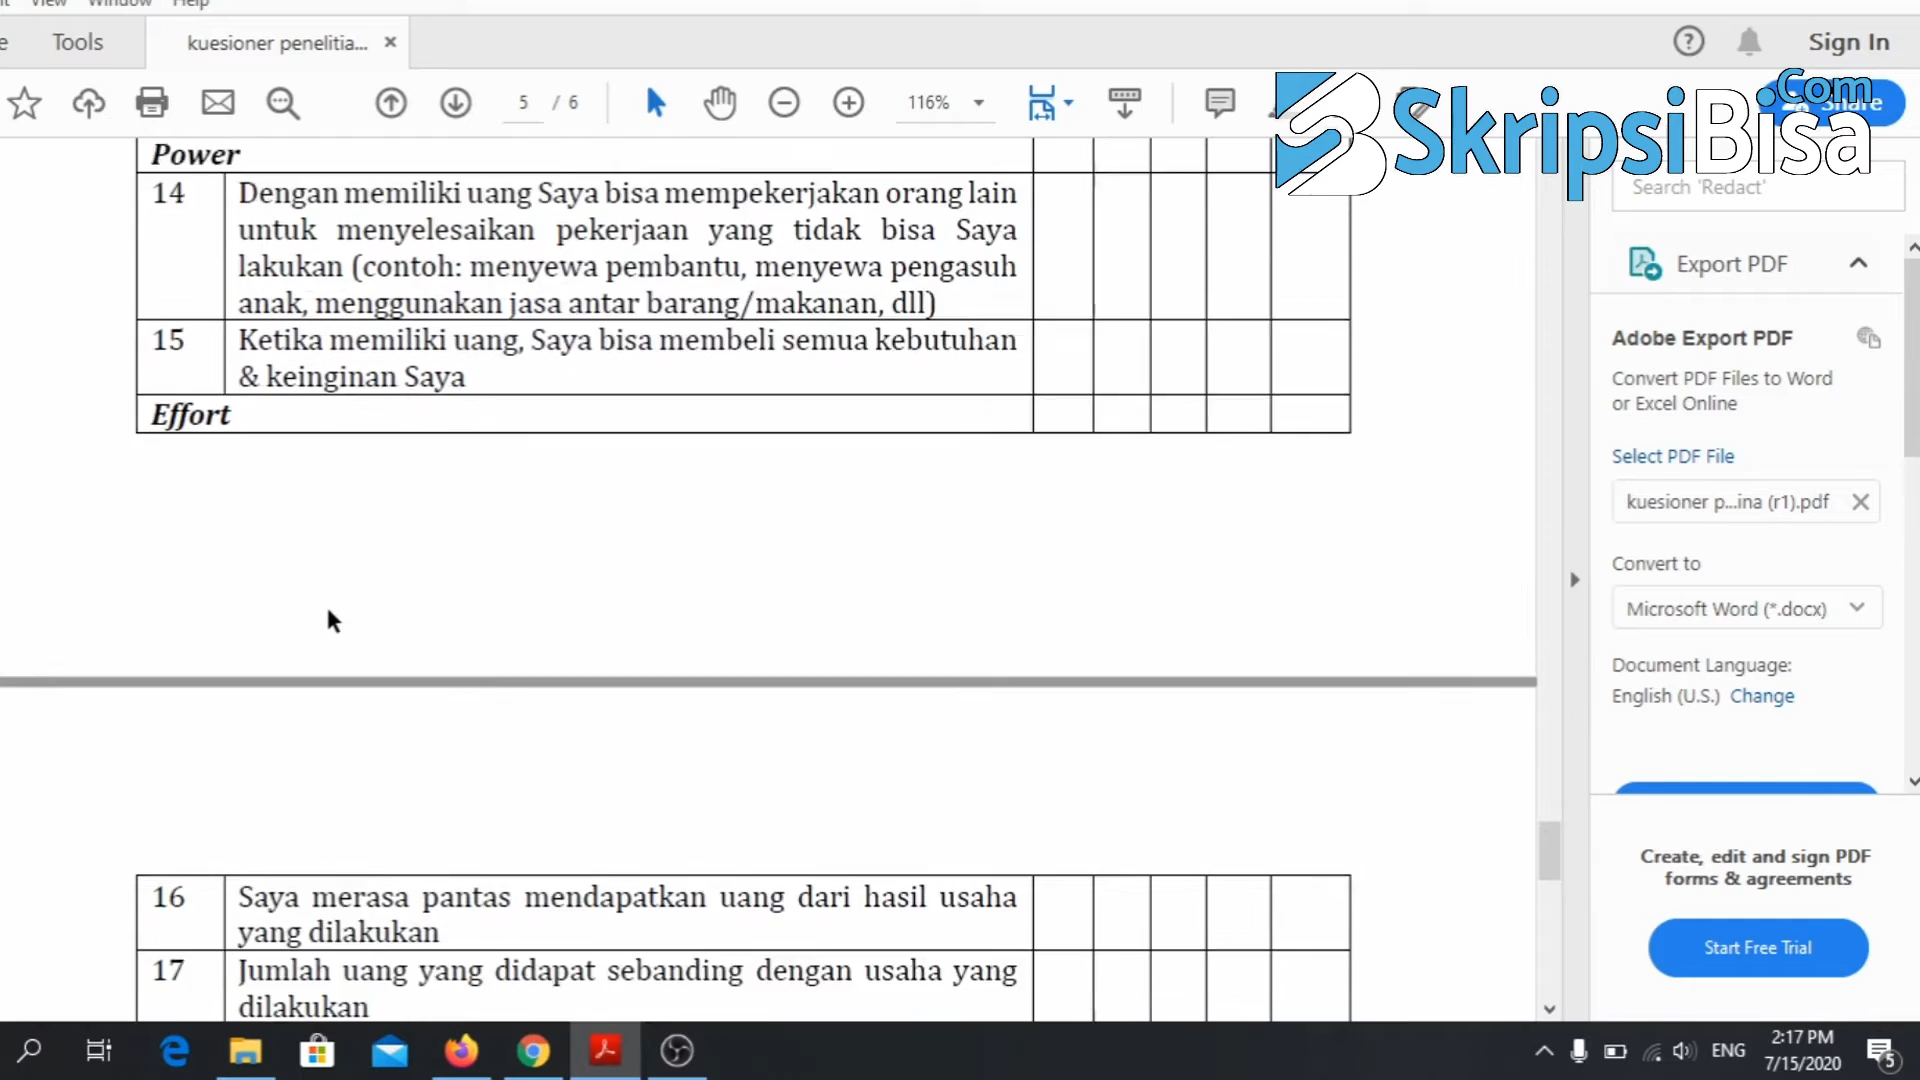 View Window Help
Tools
kuesioner penelitia...
Sign In
5 / 6
116%
Share
SkripsiBisa
.Com
Search 'Redact'
Power
14 Dengan memiliki uang Saya bisa mempekerjakan orang lain
untuk menyelesaikan pekerjaan yang tidak bisa Saya
lakukan (contoh: menyewa pembantu, menyewa pengasuh
anak, menggunakan jasa antar barang/makanan, dll)
15 Ketika memiliki uang, Saya bisa membeli semua kebutuhan
& keinginan Saya
Effort
16 Saya merasa pantas mendapatkan uang dari hasil usaha
yang dilakukan
17 Jumlah uang yang didapat sebanding dengan usaha yang
dilakukan
Export PDF
Adobe Export PDF
Convert PDF Files to Word
or Excel Online
Select PDF File
kuesioner p...ina (r1).pdf
Convert to
Microsoft Word (*.docx)
Document Language:
English (U.S.) Change
Create, edit and sign PDF
forms & agreements
Start Free Trial
ENG
2:17 PM
7/15/2020
5